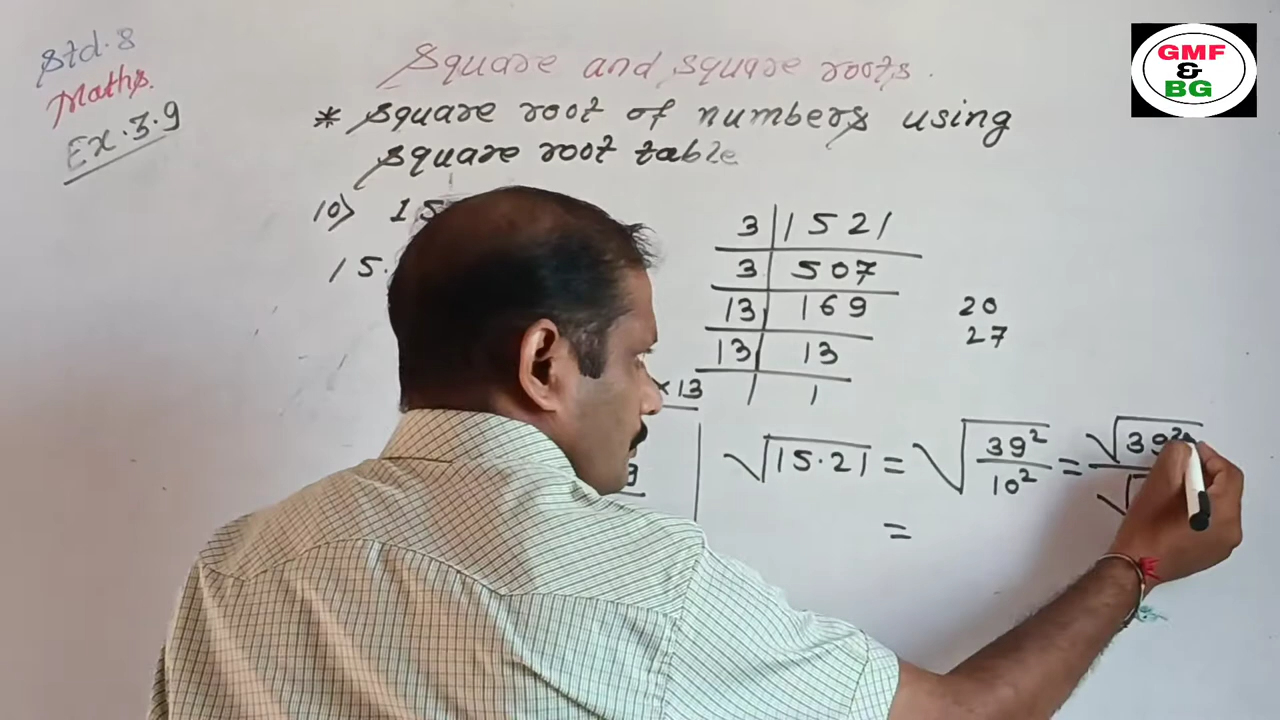 Std.8
Maths.
Ex.3.9
Square and square roots.
* Square root of numbers using
square root table
10) 15
15.
3 | 1521
3 | 507
13 | 169
13 | 13
1 1
20
27
× 13
9
√15.21 = √39²/10² = √39²
=
GMF
&
BG